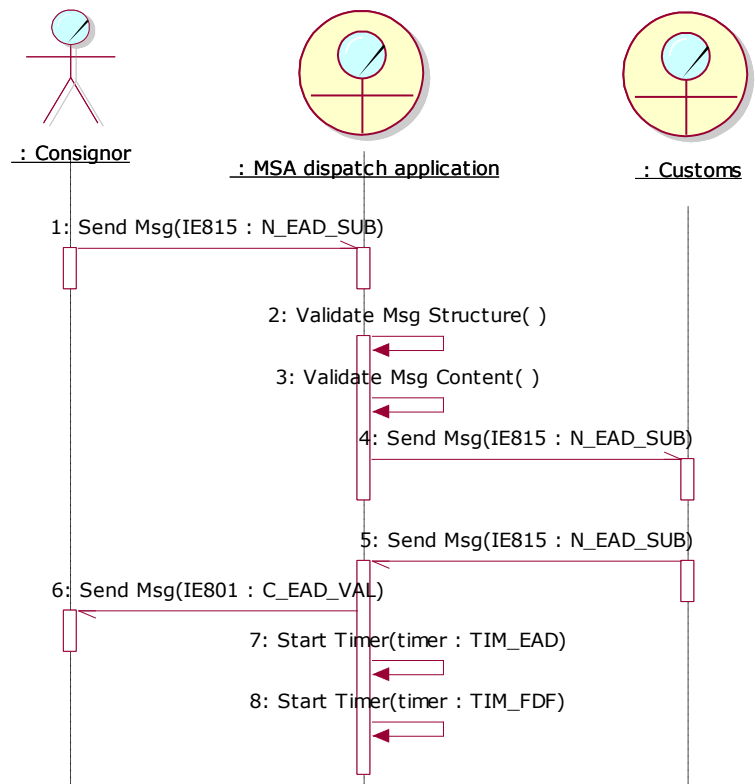 : Consignor
: MSA dispatch application
: Customs
1: Send Msg(IE815 : N_EAD_SUB)
2: Validate Msg Structure( )
3: Validate Msg Content( )
4: Send Msg(IE815 : N_EAD_SUB)
5: Send Msg(IE815 : N_EAD_SUB)
6: Send Msg(IE801 : C_EAD_VAL)
7: Start Timer(timer : TIM_EAD)
8: Start Timer(timer : TIM_FDF)